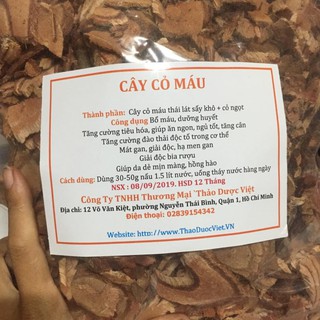 CÂY CỎ MÁU
Thành phần: Cây cỏ máu thái lát sấy khô + cỏ ngọt
Công dụng Bổ máu, dưỡng huyết
Tăng cường tiêu hóa, giúp ăn ngon, ngủ tốt, tăng cân
Tăng cường đào thải độc tố trong cơ thể
Mát gan, giải độc, hạ men gan
Giải độc bia rượu
Giúp da dẻ mịn màng, hồng hào
Cách dùng: Dùng 30-50g nấu 1.5 lít nước, uống thay nước hàng ngày
NSX : 08/09/2019. HSD 12 Tháng
Công Ty TNHH Thương Mại `Thảo Dược Việt
Địa chỉ: 12 Võ Văn Kiệt, phường Nguyễn Thái Bình, Quận 1, Hồ Chí Minh
Điện thoại: 02839154342
Website: http://www.ThaoDuocViet.VN